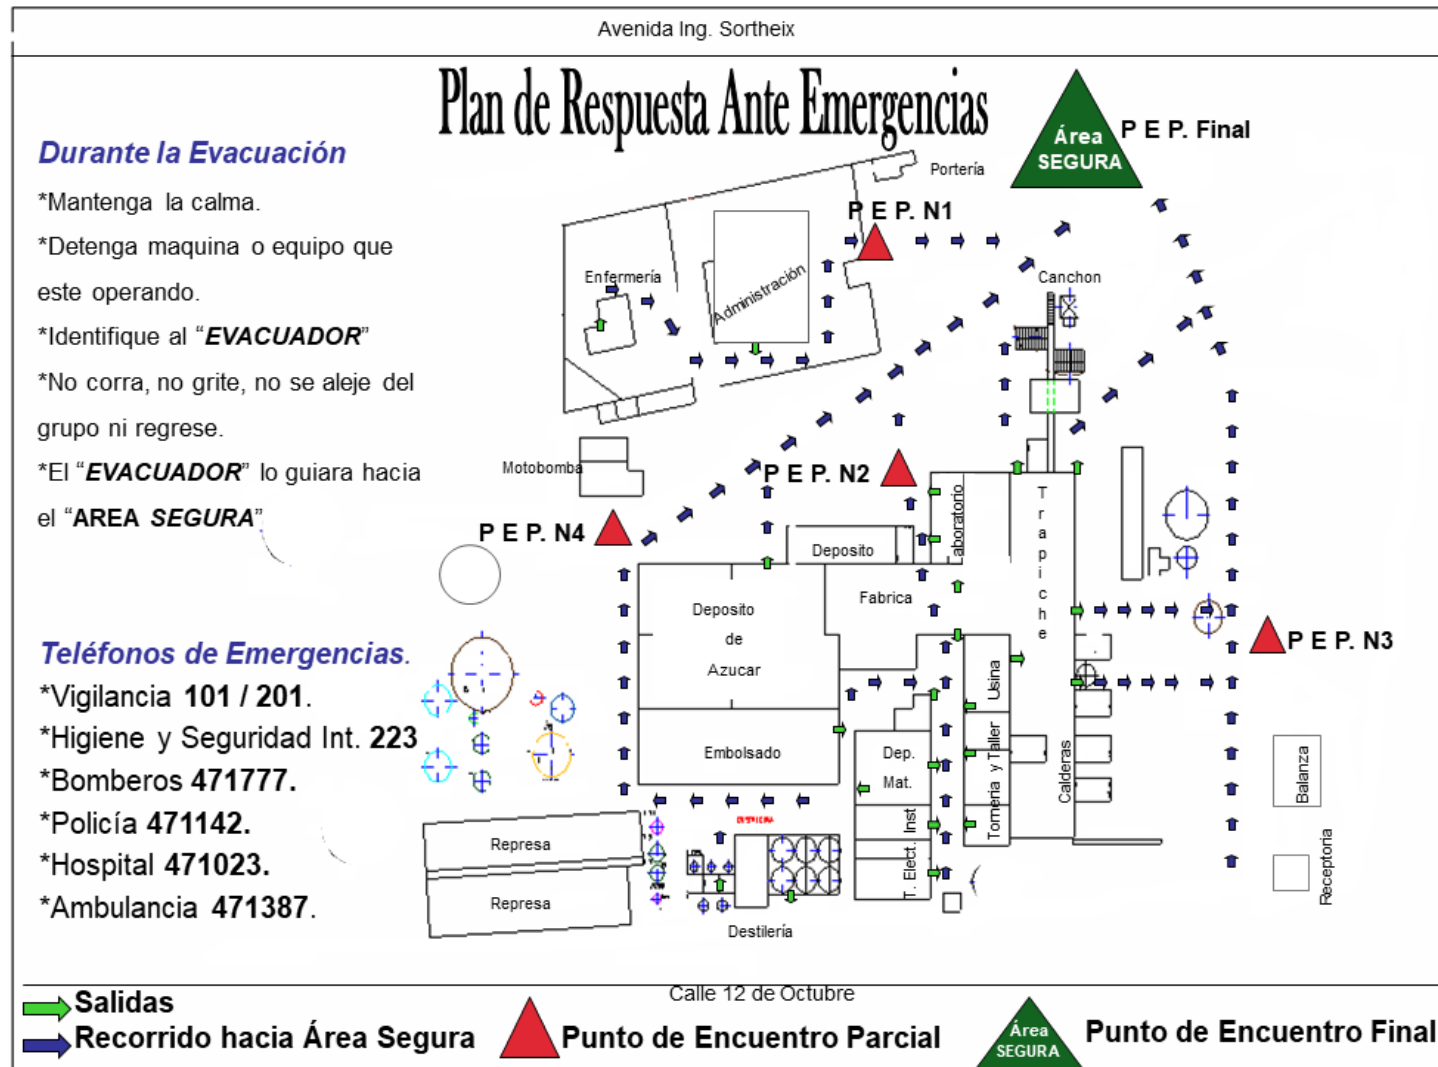 Avenida Ing. Sortheix
Plan de Respuesta Ante Emergencias
Durante la Evacuación
*Mantenga la calma.
*Detenga maquina o equipo que
este operando.
*Identifique al “EVACUADOR”
*No corra, no grite, no se aleje del
grupo ni regrese.
*El “EVACUADOR” lo guiara hacia
el “AREA SEGURA”
Teléfonos de Emergencias.
*Vigilancia 101 / 201.
*Higiene y Seguridad Int. 223
*Bomberos 471777.
*Policía 471142.
*Hospital 471023.
*Ambulancia 471387.
Área
SEGURA
P E P. Final
Portería
P E P. N1
Enfermería
Administración
Canchon
Motobomba
P E P. N2
P E P. N4
Laboratorio
Trapiche
Deposito
Fabrica
Deposito
de
Azucar
P E P. N3
Usina
Embolsado
Dep.
Mat.
Torneria y Taller
Calderas
Balanza
T. Elect. Inst
Represa
Represa
Destilería
Receptoria
Calle 12 de Octubre
Salidas
Recorrido hacia Área Segura
Punto de Encuentro Parcial
Área
SEGURA
Punto de Encuentro Final